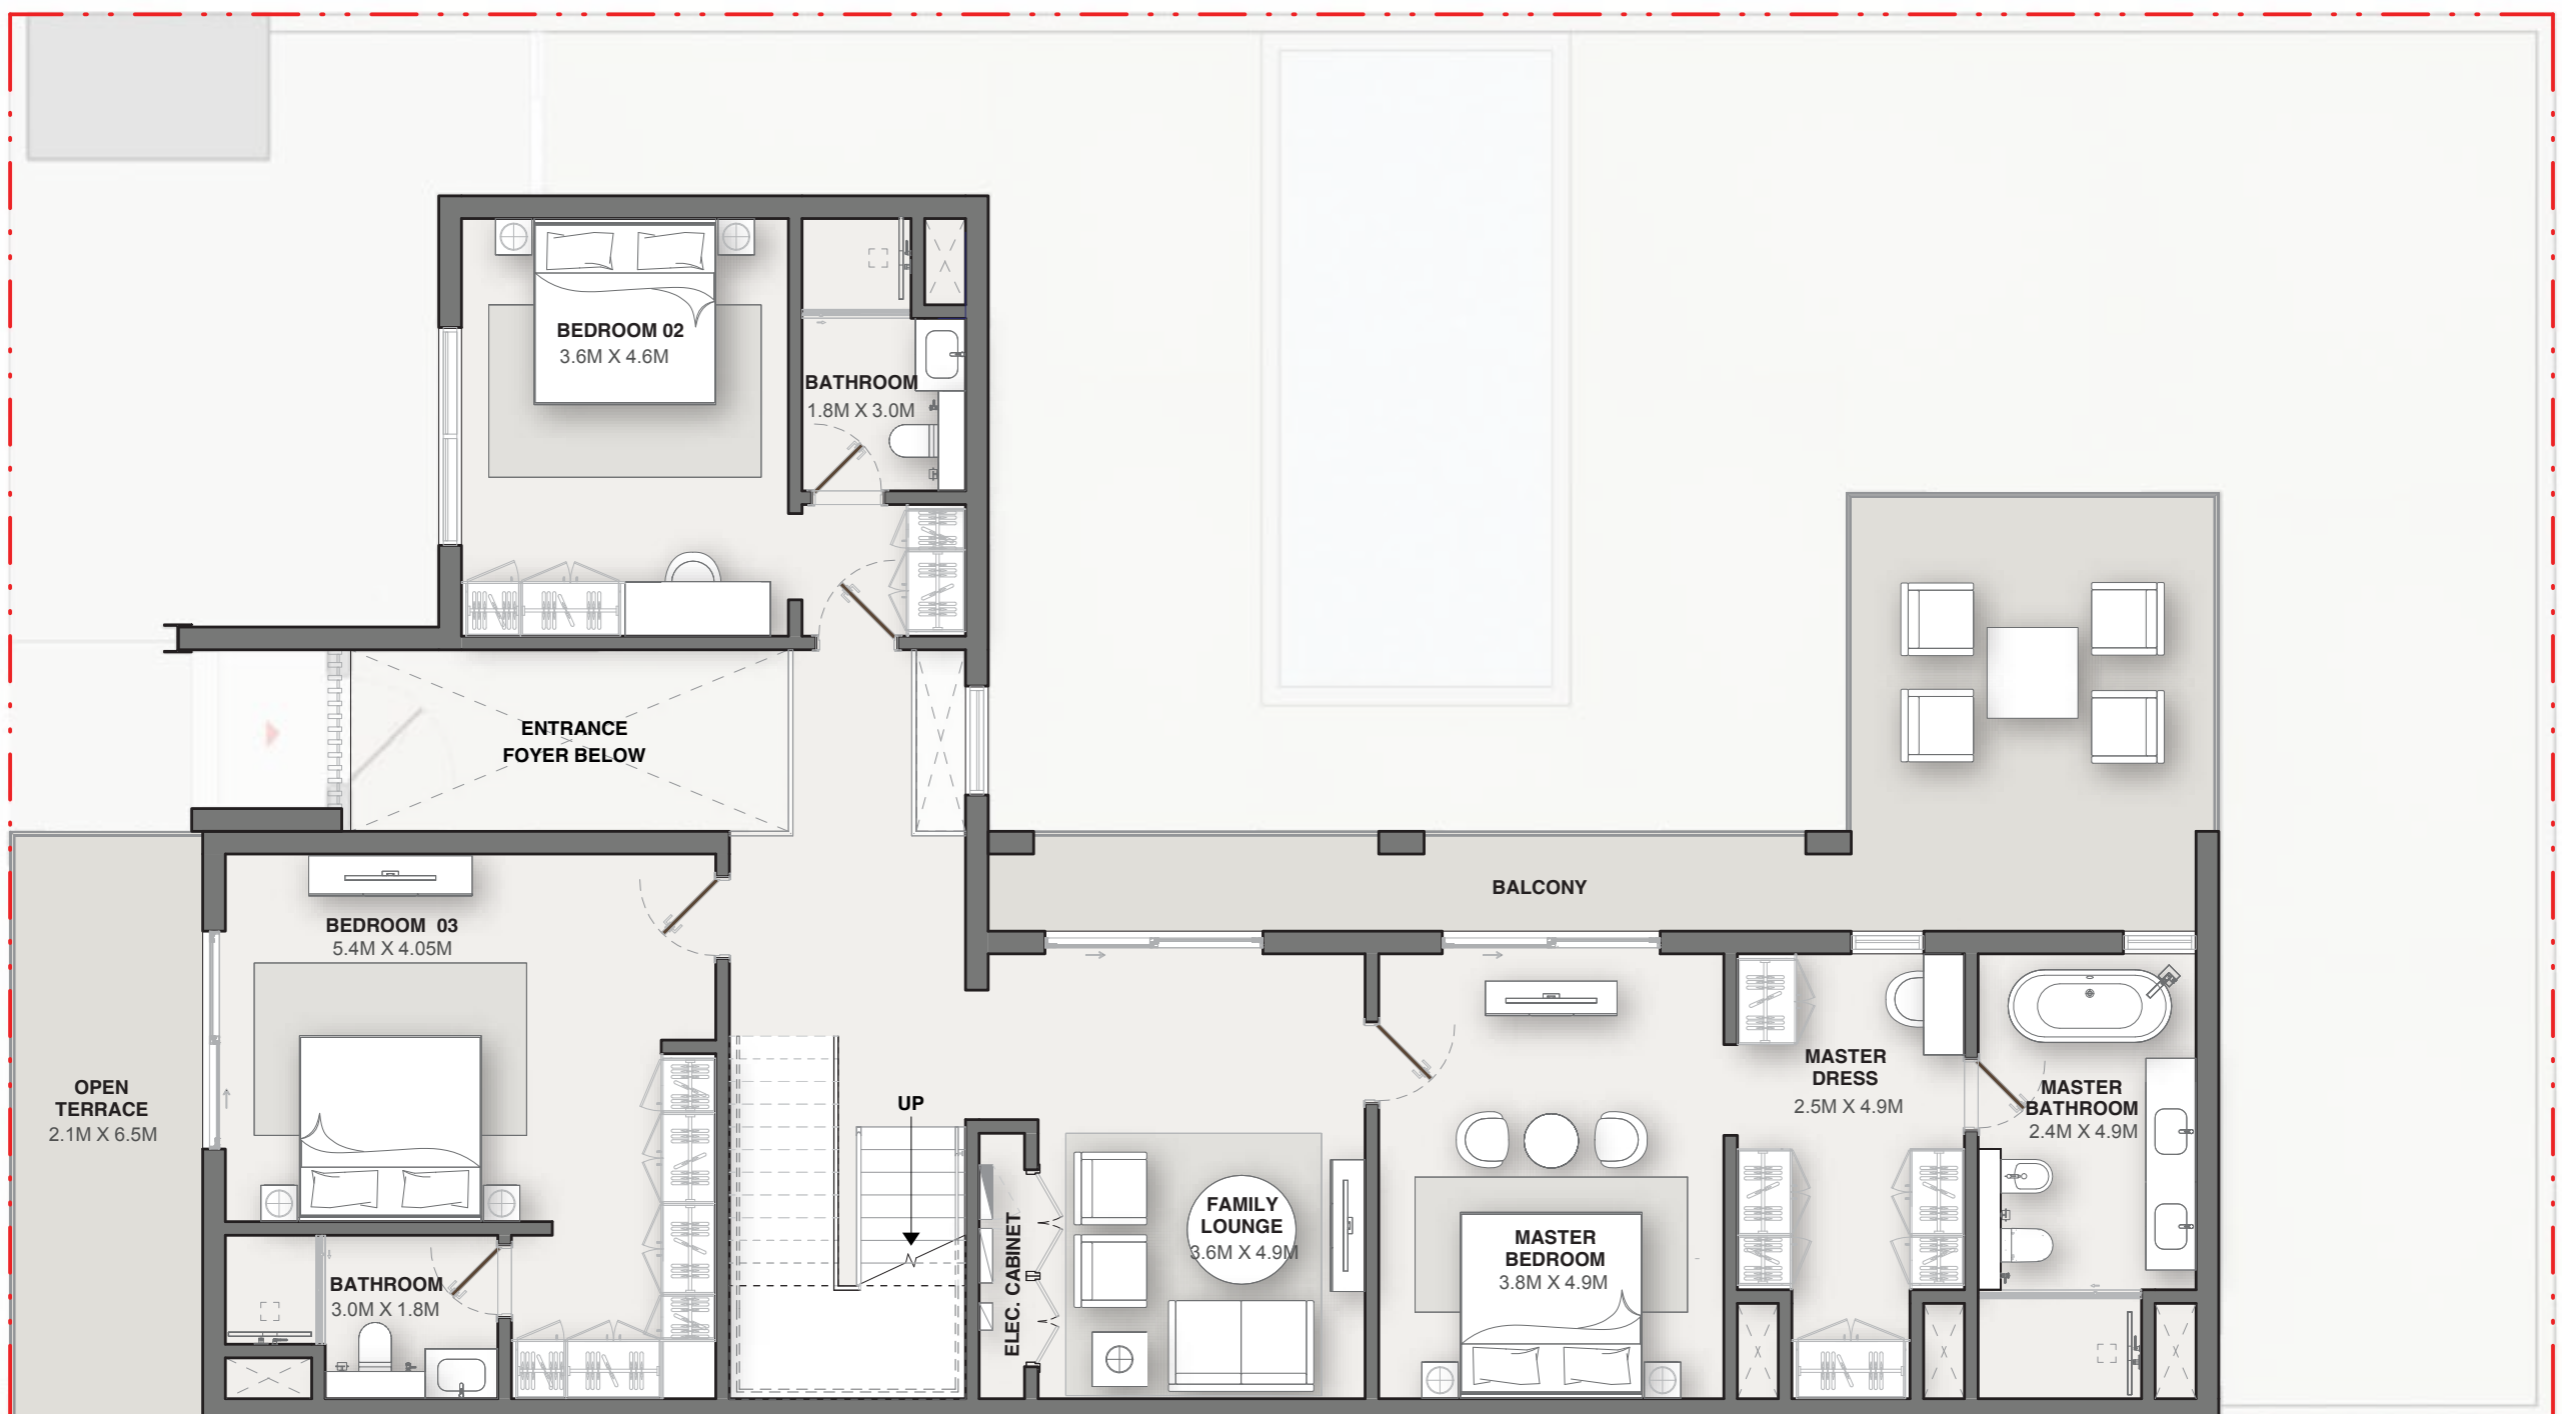 BEDROOM 02
3.6M X 4.6M
BATHROOM
1.8M X 3.0M
ENTRANCE
FOYER BELOW
BALCONY
BEDROOM 03
5.4M X 4.05M
OPEN
TERRACE
2.1M X 6.5M
UP
BATHROOM
3.0M X 1.8M
ELEC. CABINET
FAMILY
LOUNGE
3.6M X 4.9M
MASTER
BEDROOM
3.8M X 4.9M
MASTER
DRESS
2.5M X 4.9M
MASTER
BATHROOM
2.4M X 4.9M